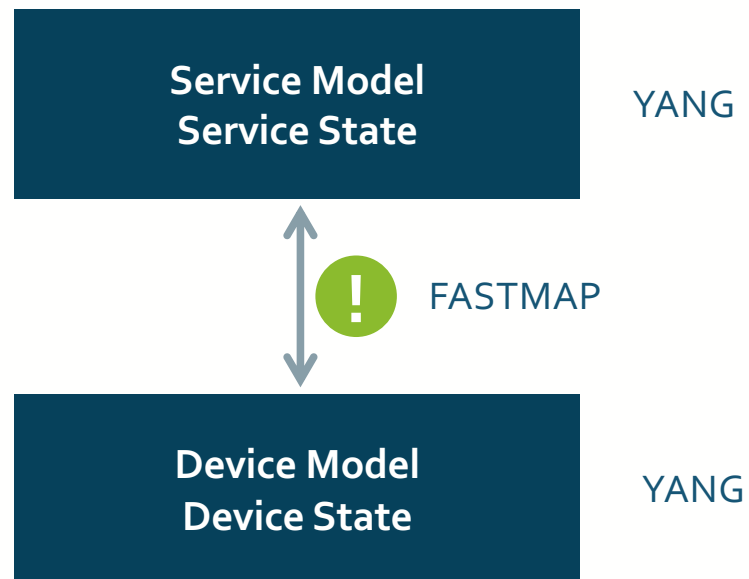 Service Model
Service State
YANG
!
FASTMAP
Device Model
Device State
YANG